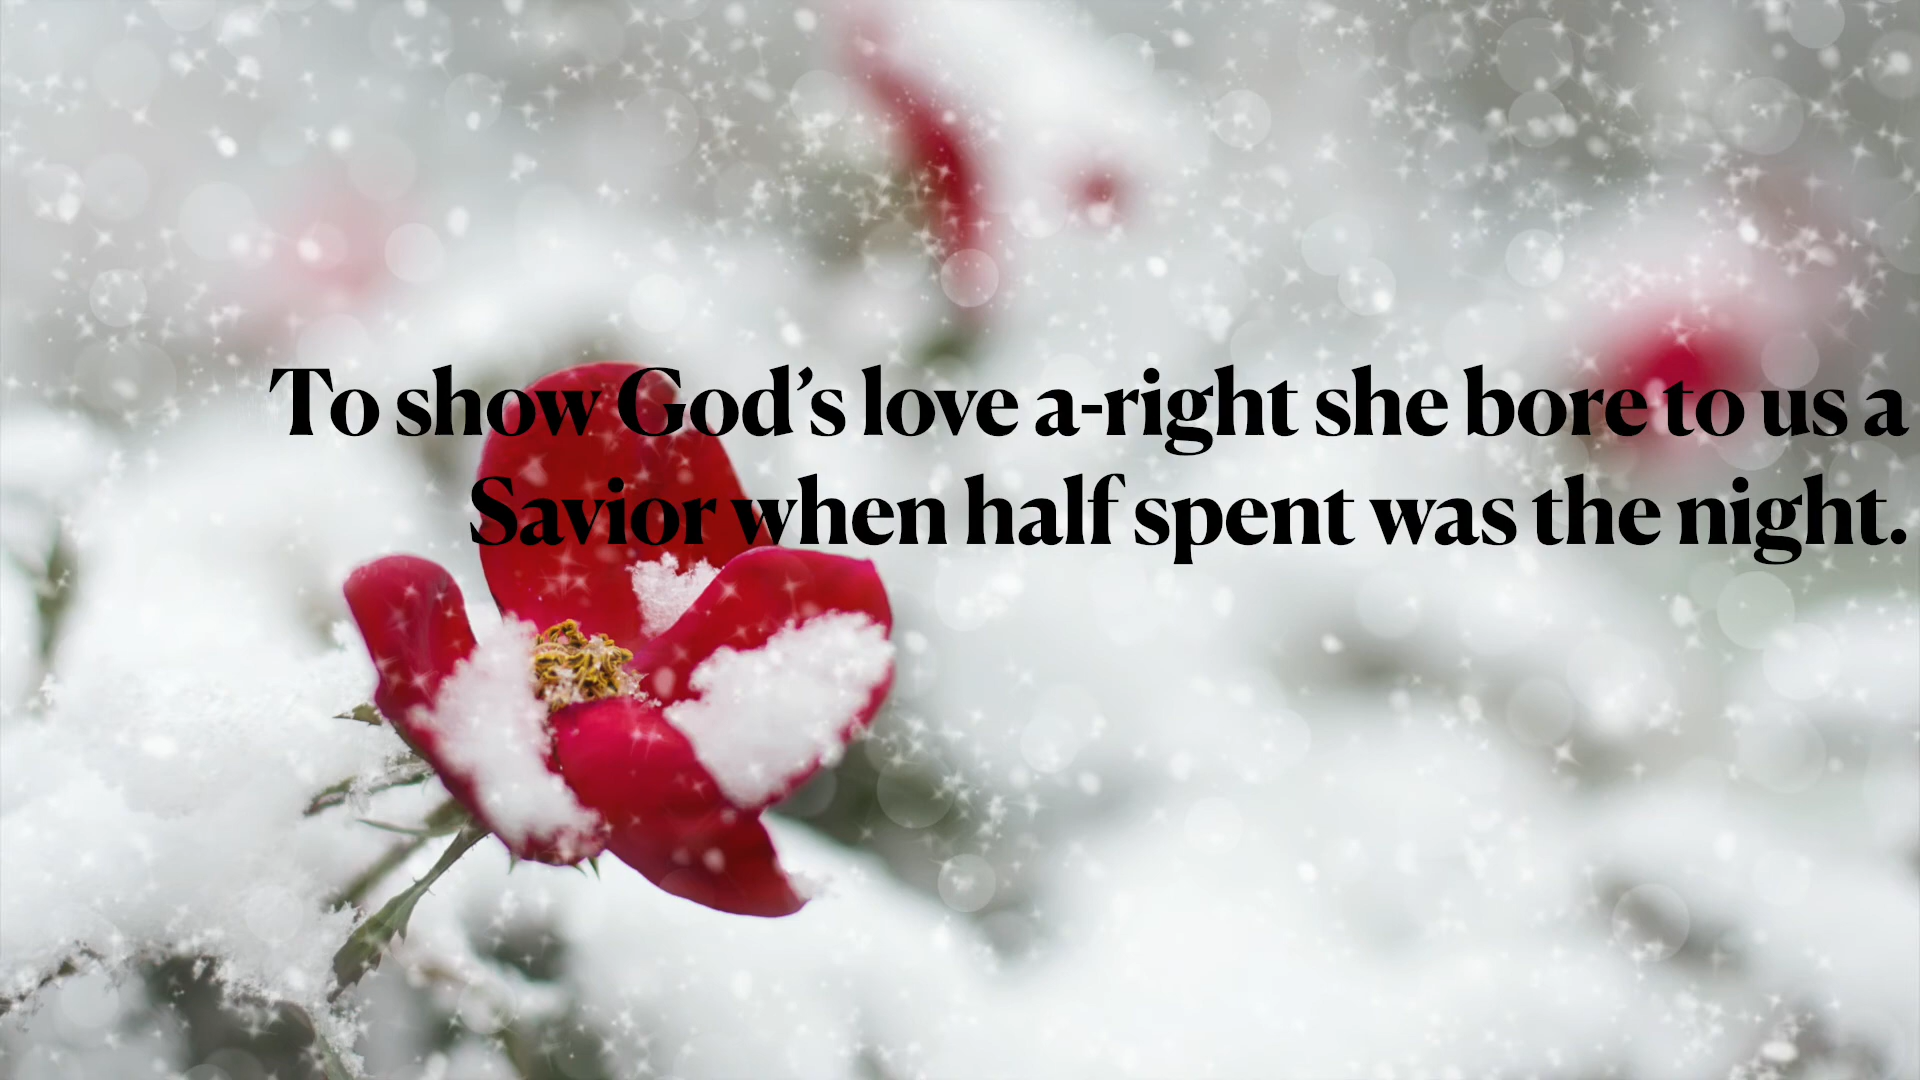 To show God’s love a-right she bore to us a
Savior when half spent was the night.